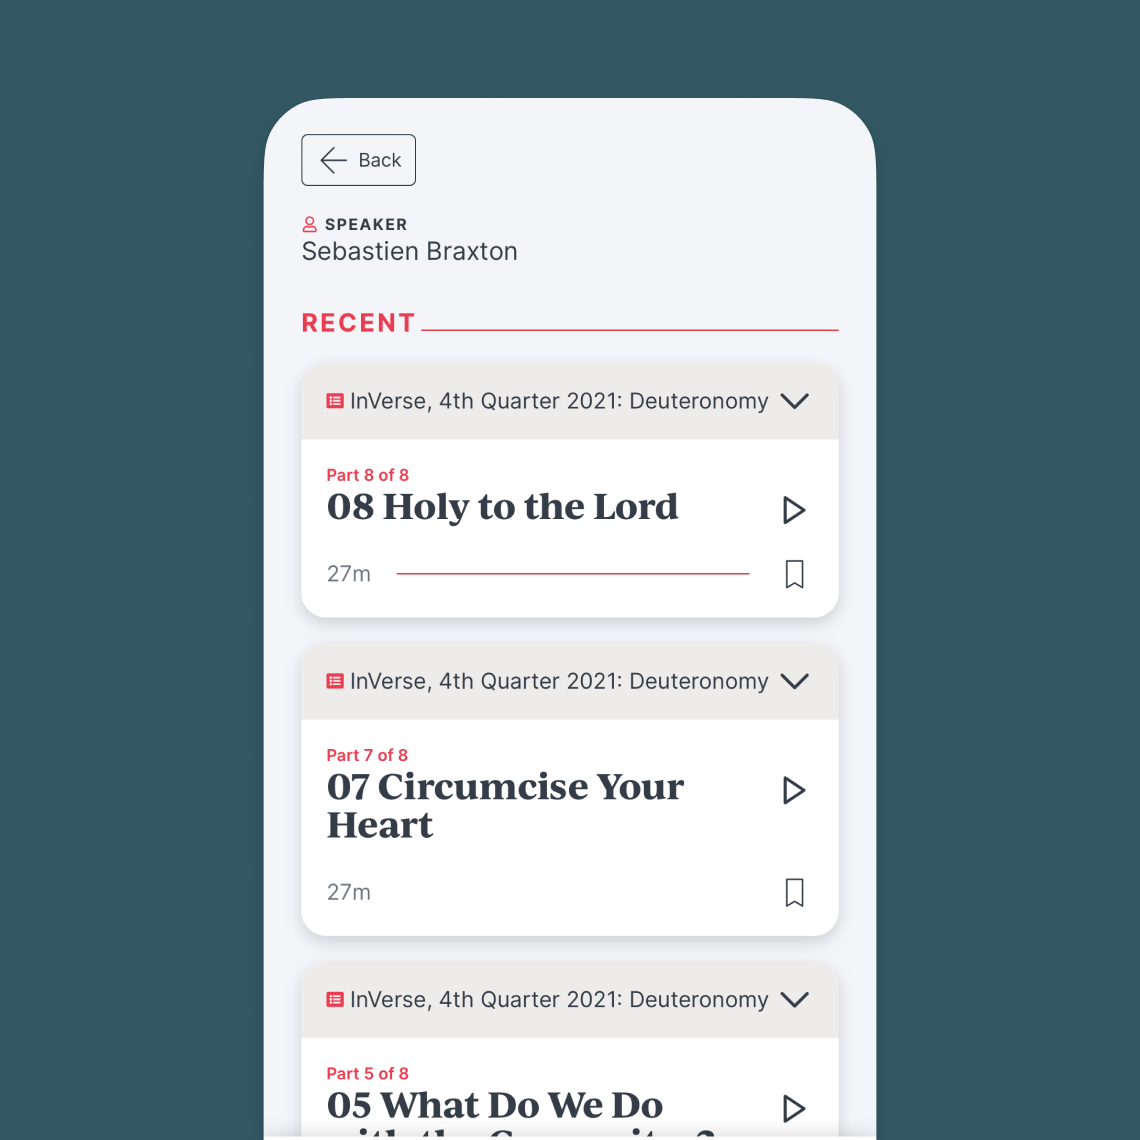 Back
SPEAKER
Sebastien Braxton
RECENT
InVerse, 4th Quarter 2021: Deuteronomy
Part 8 of 8
08 Holy to the Lord
27m
InVerse, 4th Quarter 2021: Deuteronomy
Part 7 of 8
07 Circumcise Your
Heart
27m
InVerse, 4th Quarter 2021: Deuteronomy
Part 5 of 8
05 What Do We Do
with the